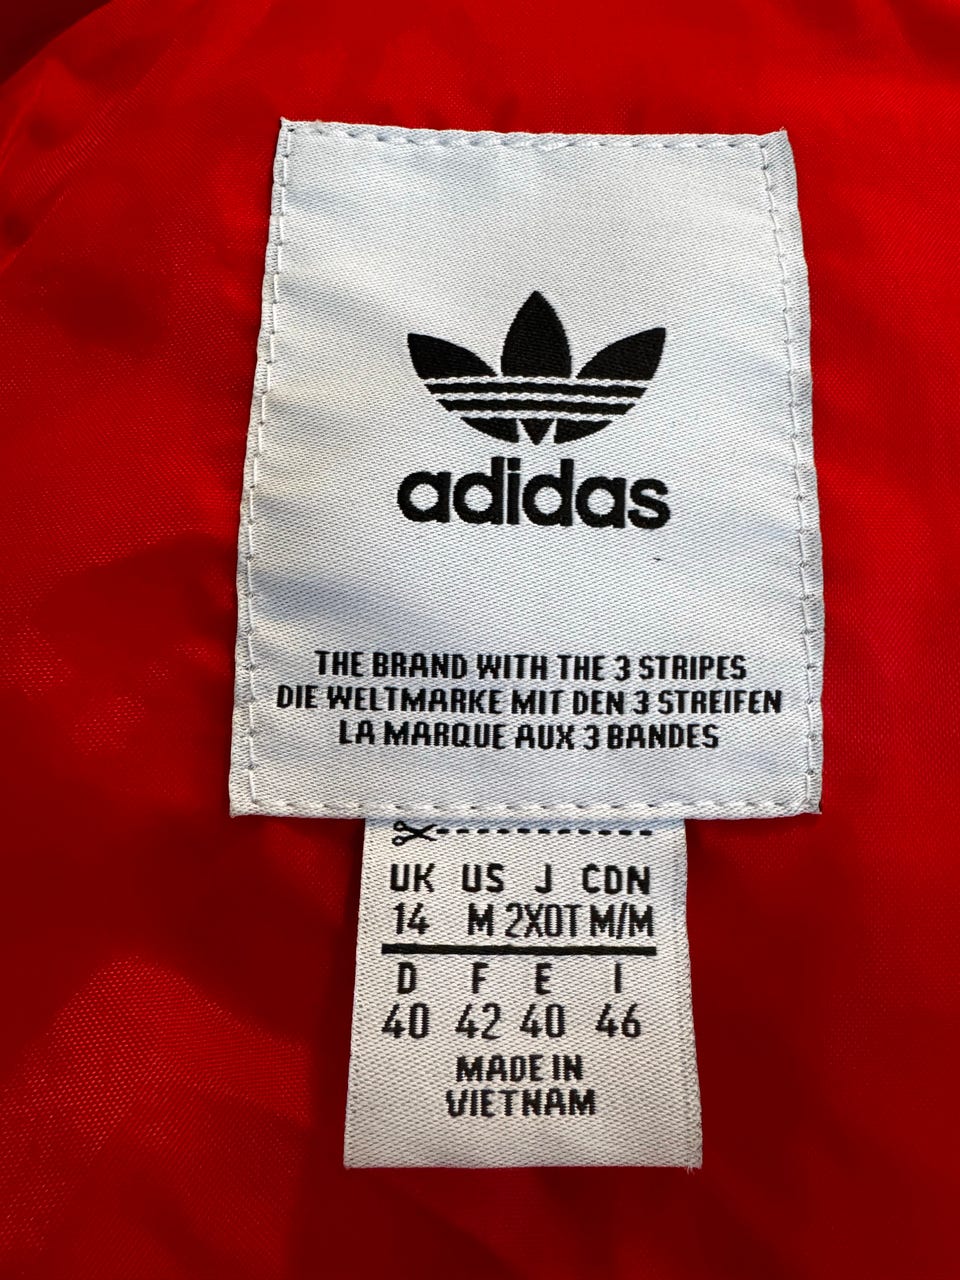 adidas
THE BRAND WITH THE 3 STRIPES
DIE WELTMARKE MIT DEN 3 STREIFEN
LA MARQUE AUX 3 BANDES
UK US J CDN
14 M 2XOT M/M
D F E I
40 42 40 46
MADE IN
VIETNAM